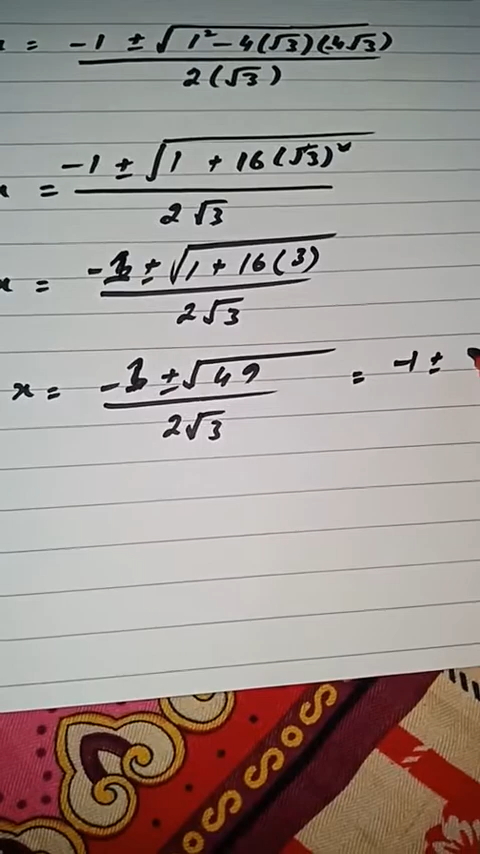 x = (-1 ± √(1² - 4(√3)(-4√3))) / 2(√3)
x = (-1 ± √(1 + 16(√3)²)) / 2√3
x = (-1 ± √(1 + 16(3))) / 2√3
x = (-1 ± √49) / 2√3 = -1 ±